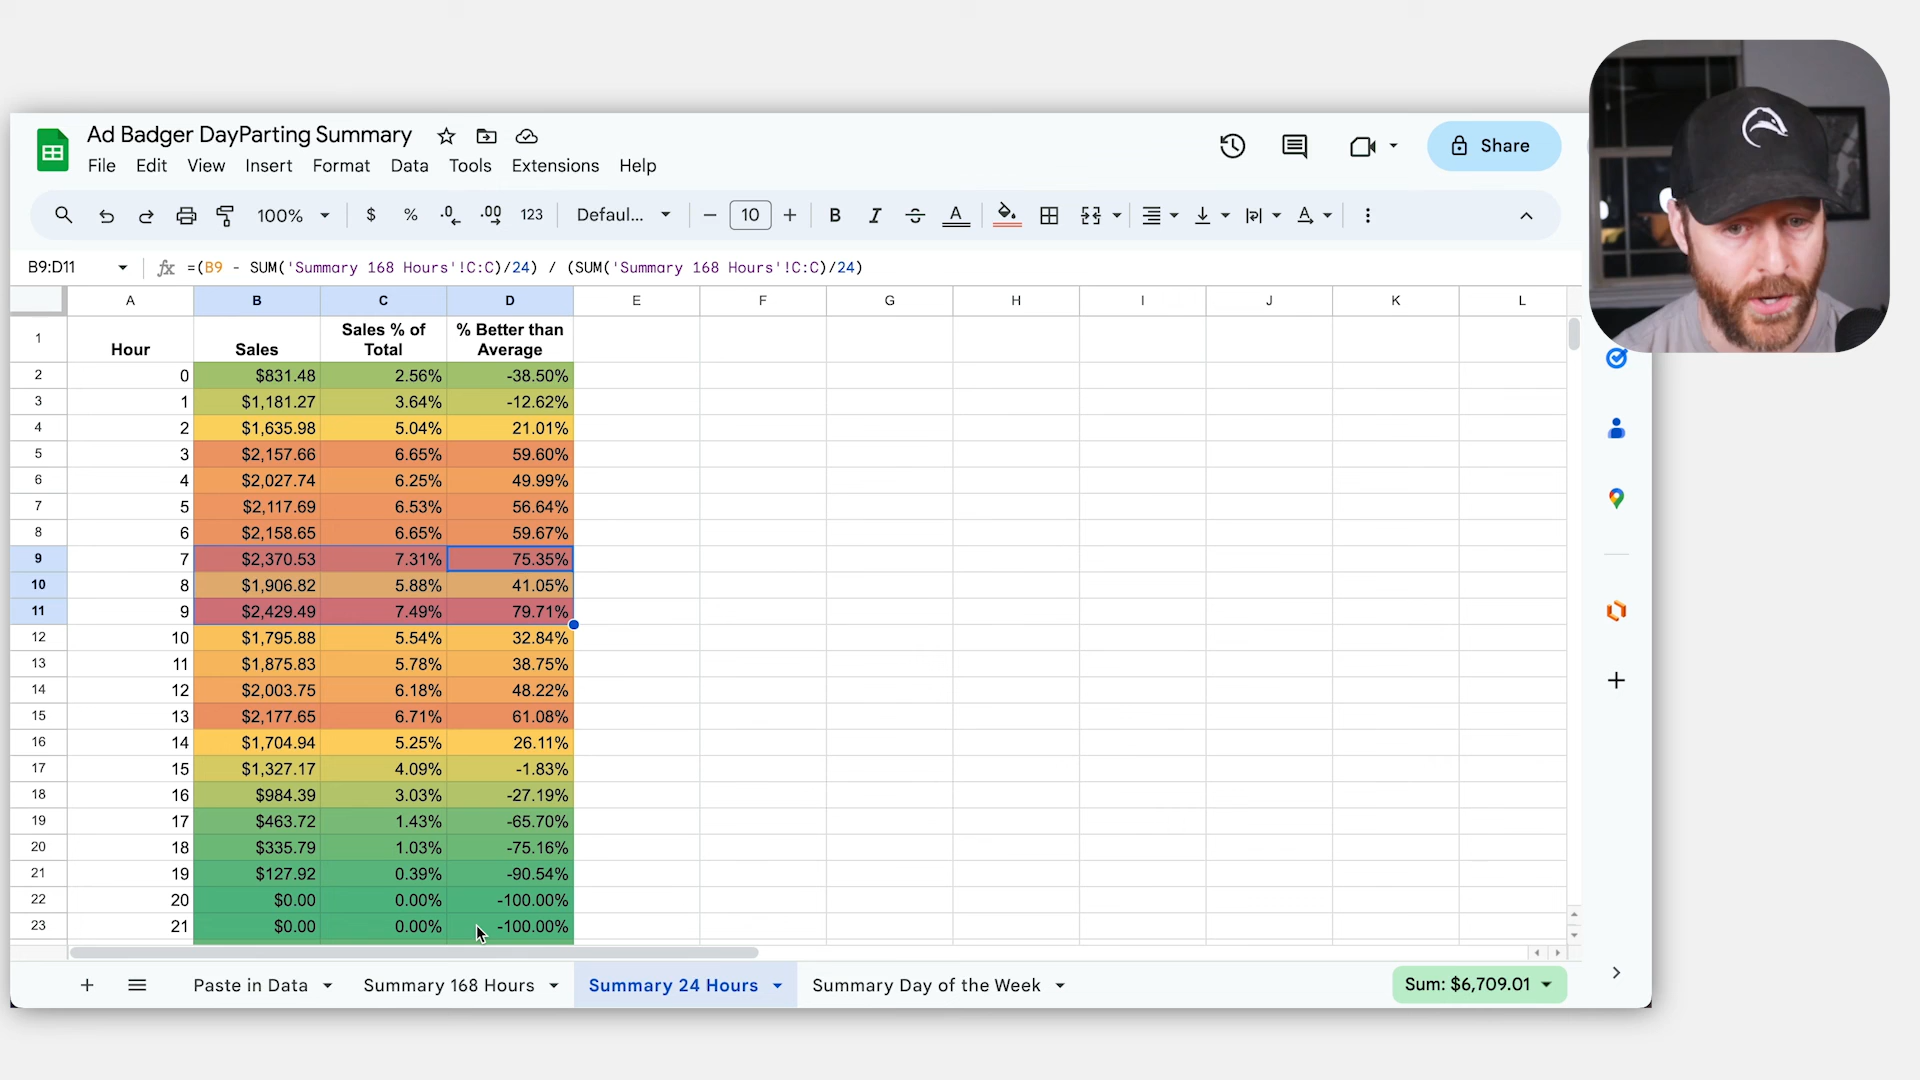 Ad Badger DayParting Summary
File Edit View Insert Format Data Tools Extensions Help
Share
100% $ % .0 .00 123 Defaul... 10 B I A
B9:D11 fx =(B9 - SUM('Summary 168 Hours'!C:C)/24) / (SUM('Summary 168 Hours'!C:C)/24)
A B C D E F G H I J K L
1 Hour Sales Sales % of Total % Better than Average
2 0 $831.48 2.56% -38.50%
3 1 $1,181.27 3.64% -12.62%
4 2 $1,635.98 5.04% 21.01%
5 3 $2,157.66 6.65% 59.60%
6 4 $2,027.74 6.25% 49.99%
7 5 $2,117.69 6.53% 56.64%
8 6 $2,158.65 6.65% 59.67%
9 7 $2,370.53 7.31% 75.35%
10 8 $1,906.82 5.88% 41.05%
11 9 $2,429.49 7.49% 79.71%
12 10 $1,795.88 5.54% 32.84%
13 11 $1,875.83 5.78% 38.75%
14 12 $2,003.75 6.18% 48.22%
15 13 $2,177.65 6.71% 61.08%
16 14 $1,704.94 5.25% 26.11%
17 15 $1,327.17 4.09% -1.83%
18 16 $984.39 3.03% -27.19%
19 17 $463.72 1.43% -65.70%
20 18 $335.79 1.03% -75.16%
21 19 $127.92 0.39% -90.54%
22 20 $0.00 0.00% -100.00%
23 21 $0.00 0.00% -100.00%
Paste in Data Summary 168 Hours Summary 24 Hours Summary Day of the Week Sum: $6,709.01